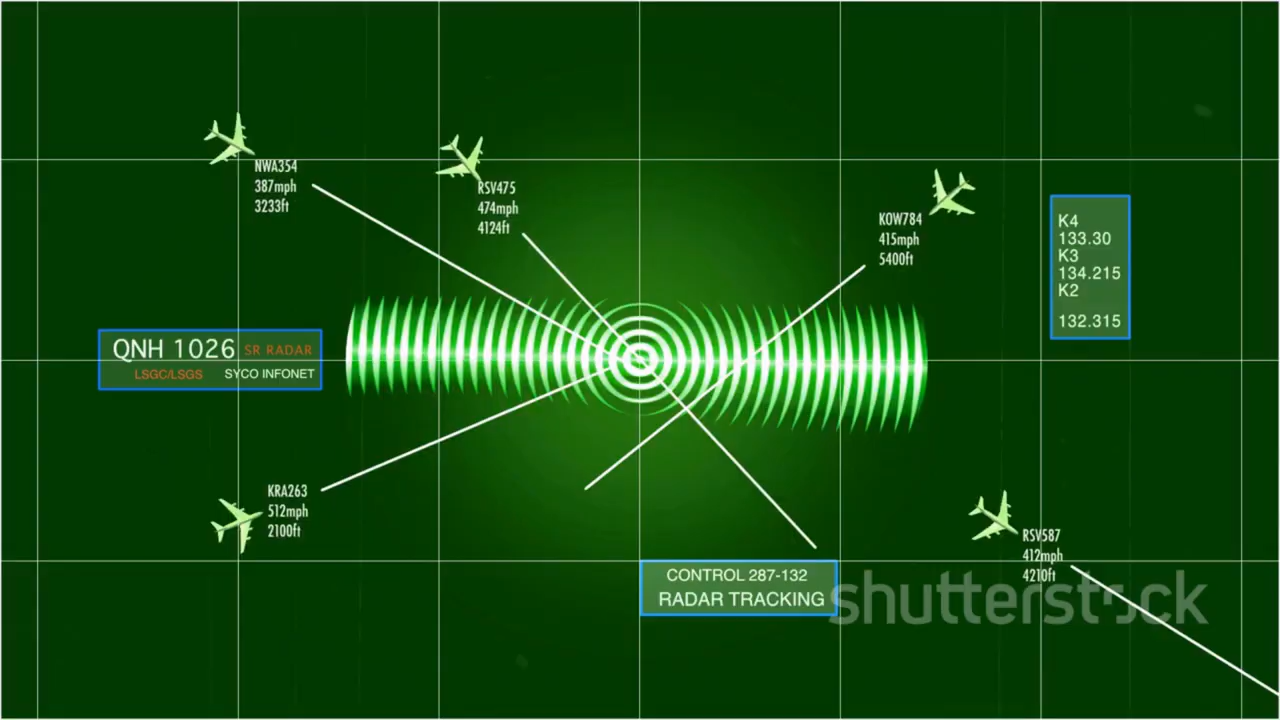 NWA354
387mph
3233ft
RSV475
474mph
4124ft
KOW784
415mph
5400ft
K4
133.30
K3
134.215
K2
132.315
QNH 1026 SR RADAR
LSGC/LSGS SYCO INFONET
KRA263
512mph
2100ft
RSV587
412mph
4210ft
CONTROL 287-132
RADAR TRACKING
shutterstock